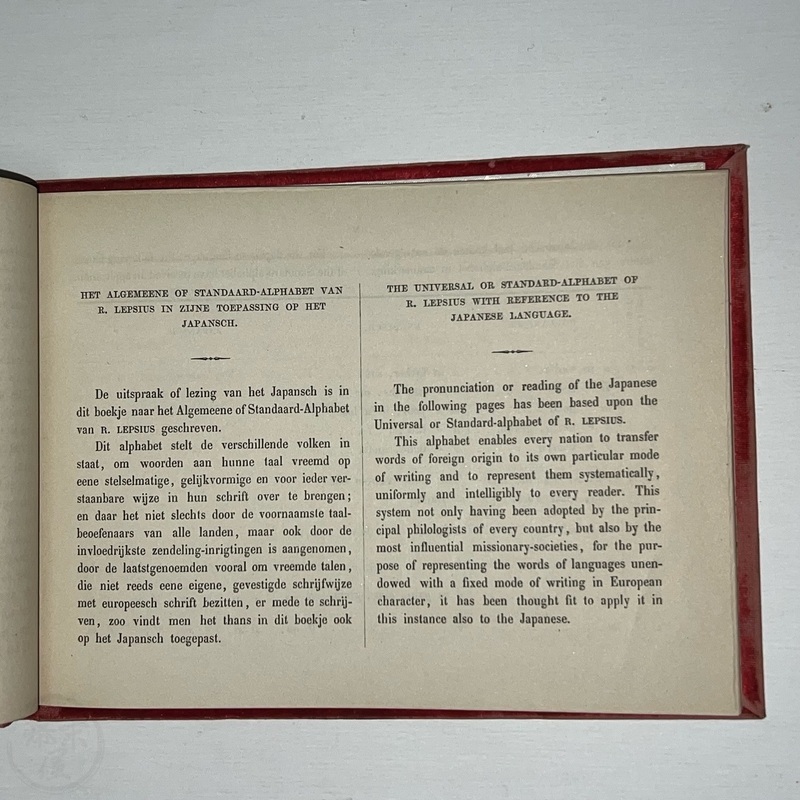 HET ALGEMEENE OF STANDAARD-ALPHABET VAN
R. LEPSIUS IN ZIJNE TOEPASSING OP HET
JAPANSCH.
De uitspraak of lezing van het Japansch is in
dit boekje naar het Algemeene of Standaard-Alphabet
van R. LEPSIUS geschreven.
Dit alphabet stelt de verschillende volken in
staat, om woorden aan hunne taal vreemd op
eene stelselmatige, gelijkvormige en voor ieder ver-
staanbare wijze in hun schrift over te brengen;
en daar het niet slechts door de voornaamste taal-
beoefenaars van alle landen, maar ook door de
invloedrijkste zendeling-inrigtingen is aangenomen,
door de laatstgenoemden vooral om vreemde talen,
die niet reeds eene eigene, gevestigde schrijfwijze
met europeesch schrift bezitten, er mede te schrij-
ven, zoo vindt men het thans in dit boekje ook
op het Japansch toegepast.
THE UNIVERSAL OR STANDARD-ALPHABET OF
R. LEPSIUS WITH REFERENCE TO THE
JAPANESE LANGUAGE.
The pronunciation or reading of the Japanese
in the following pages has been based upon the
Universal or Standard-alphabet of R. LEPSIUS.
This alphabet enables every nation to transfer
words of foreign origin to its own particular mode
of writing and to represent them systematically,
uniformly and intelligibly to every reader. This
system not only having been adopted by the prin-
cipal philologists of every country, but also by the
most influential missionary-societies, for the pur-
pose of representing the words of languages unen-
dowed with a fixed mode of writing in European
character, it has been thought fit to apply it in
this instance also to the Japanese.